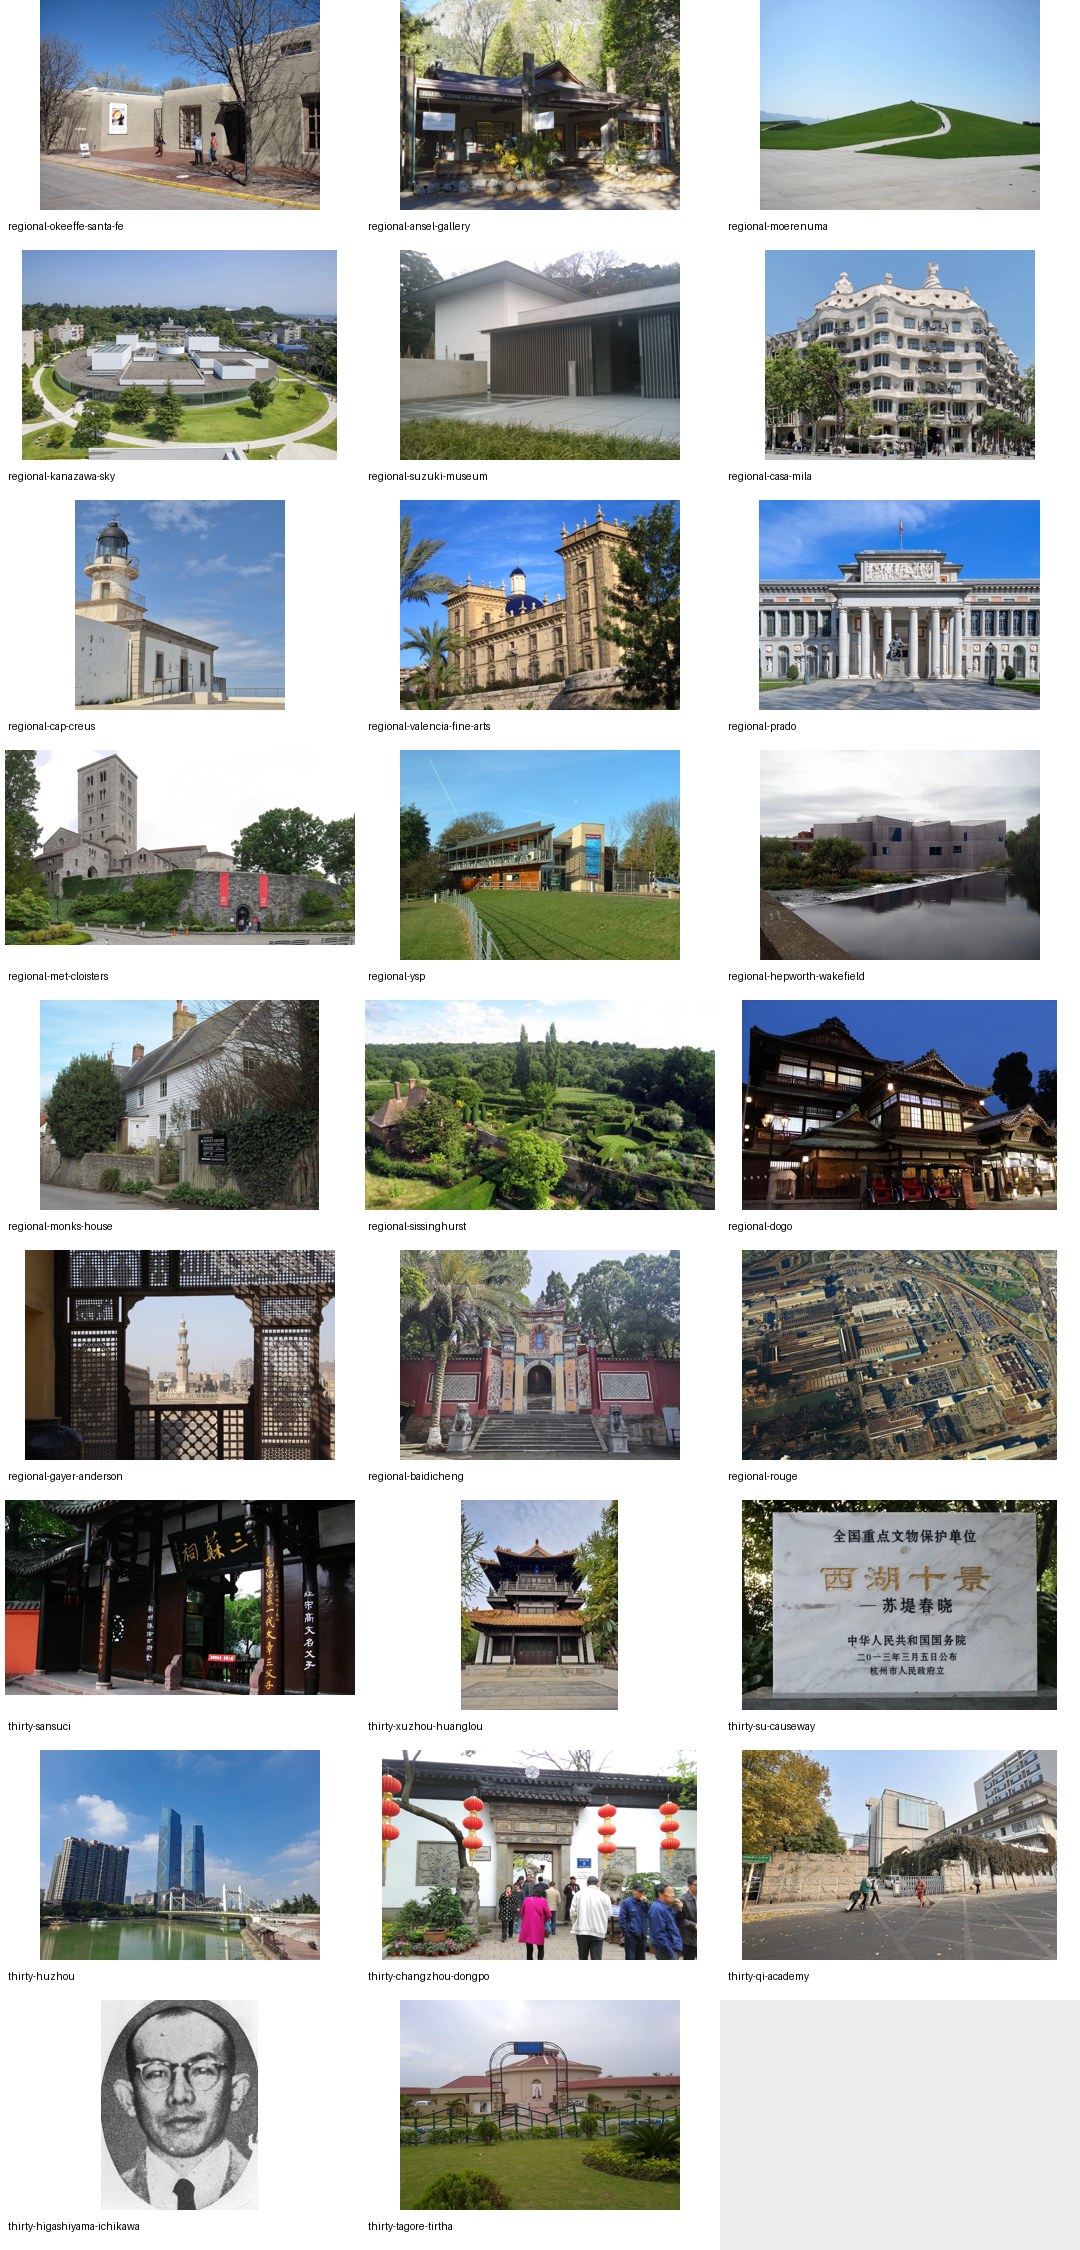 regional-okeeffe-santa-fe
regional-ansel-gallery
regional-moerenuma
regional-kanazawa-sky
regional-suzuki-museum
regional-casa-mila
regional-cap-creus
regional-valencia-fine-arts
regional-prado
regional-met-cloisters
regional-ysp
regional-hepworth-wakefield
regional-monks-house
regional-sissinghurst
regional-dogo
regional-gayer-anderson
regional-baidicheng
regional-rouge
三蘇祠
thirty-sansuci
thirty-xuzhou-huanglou
全国重点文物保护单位
西湖十景
—苏堤春晓
中华人民共和国国务院
二〇一三年三月五日公布
杭州市人民政府立
thirty-su-causeway
thirty-huzhou
thirty-changzhou-dongpo
thirty-qi-academy
thirty-higashiyama-ichikawa
thirty-tagore-tirtha